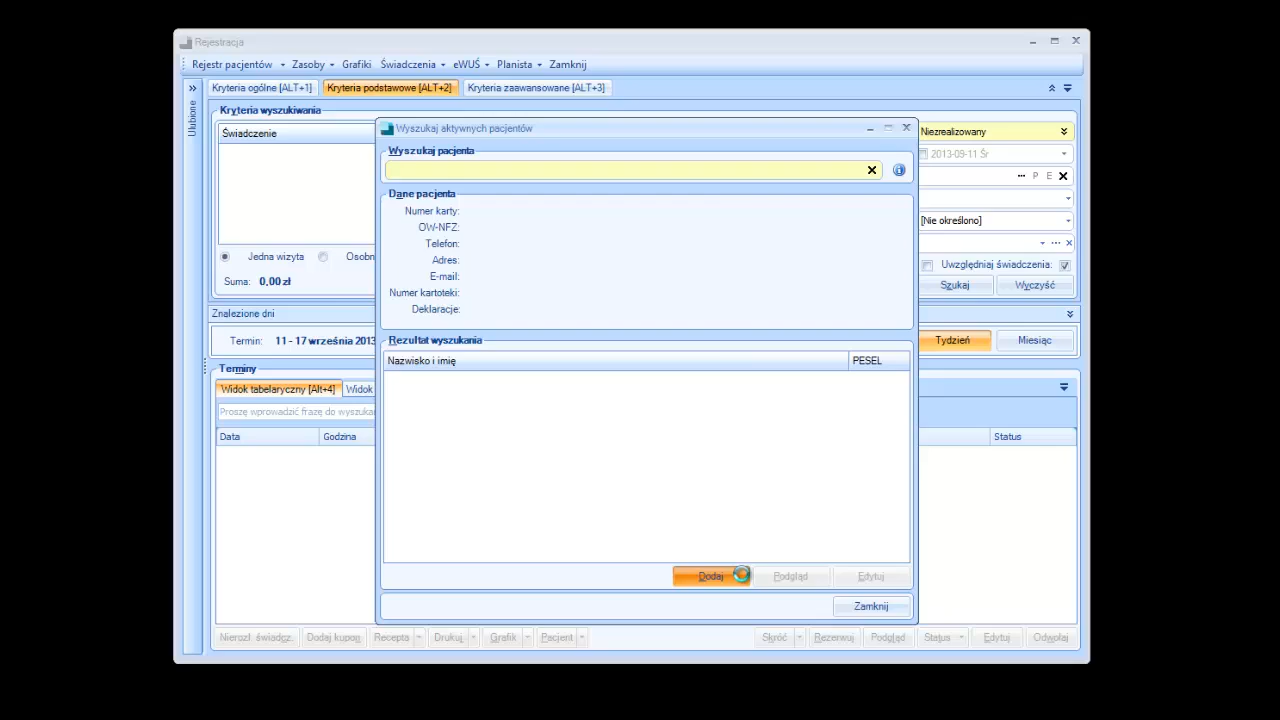 Rejestracja
Rejestr pacjentów Zasoby Grafiki Świadczenia eWUŚ Planista Zamknij
Ulubione
Kryteria ogólne [ALT+1] Kryteria podstawowe [ALT+2] Kryteria zaawansowane [ALT+3]
Kryteria wyszukiwania
Świadczenie
Jedna wizyta Osobn
Suma: 0,00 zł
Niezrealizowany
2013-09-11 Śr
P E
[Nie określono]
Uwzględniaj świadczenia:
Szukaj Wyczyść
Znalezione dni
Termin: 11 - 17 września 2013
Tydzień Miesiąc
Terminy
Widok tabelaryczny [Alt+4] Widok
Proszę wprowadzić frazę do wyszuka
Data Godzina Status
Wyszukaj aktywnych pacjentów
Wyszukaj pacjenta
Dane pacjenta
Numer karty:
OW-NFZ:
Telefon:
Adres:
E-mail:
Numer kartoteki:
Deklaracje:
Rezultat wyszukania
Nazwisko i imię PESEL
Dodaj Podgląd Edytuj
Zamknij
Nierozl. świadcz. Dodaj kupon Recepta Drukuj Grafik Pacjent Skróć Rezerwuj Podgląd Status Edytuj Odwołaj